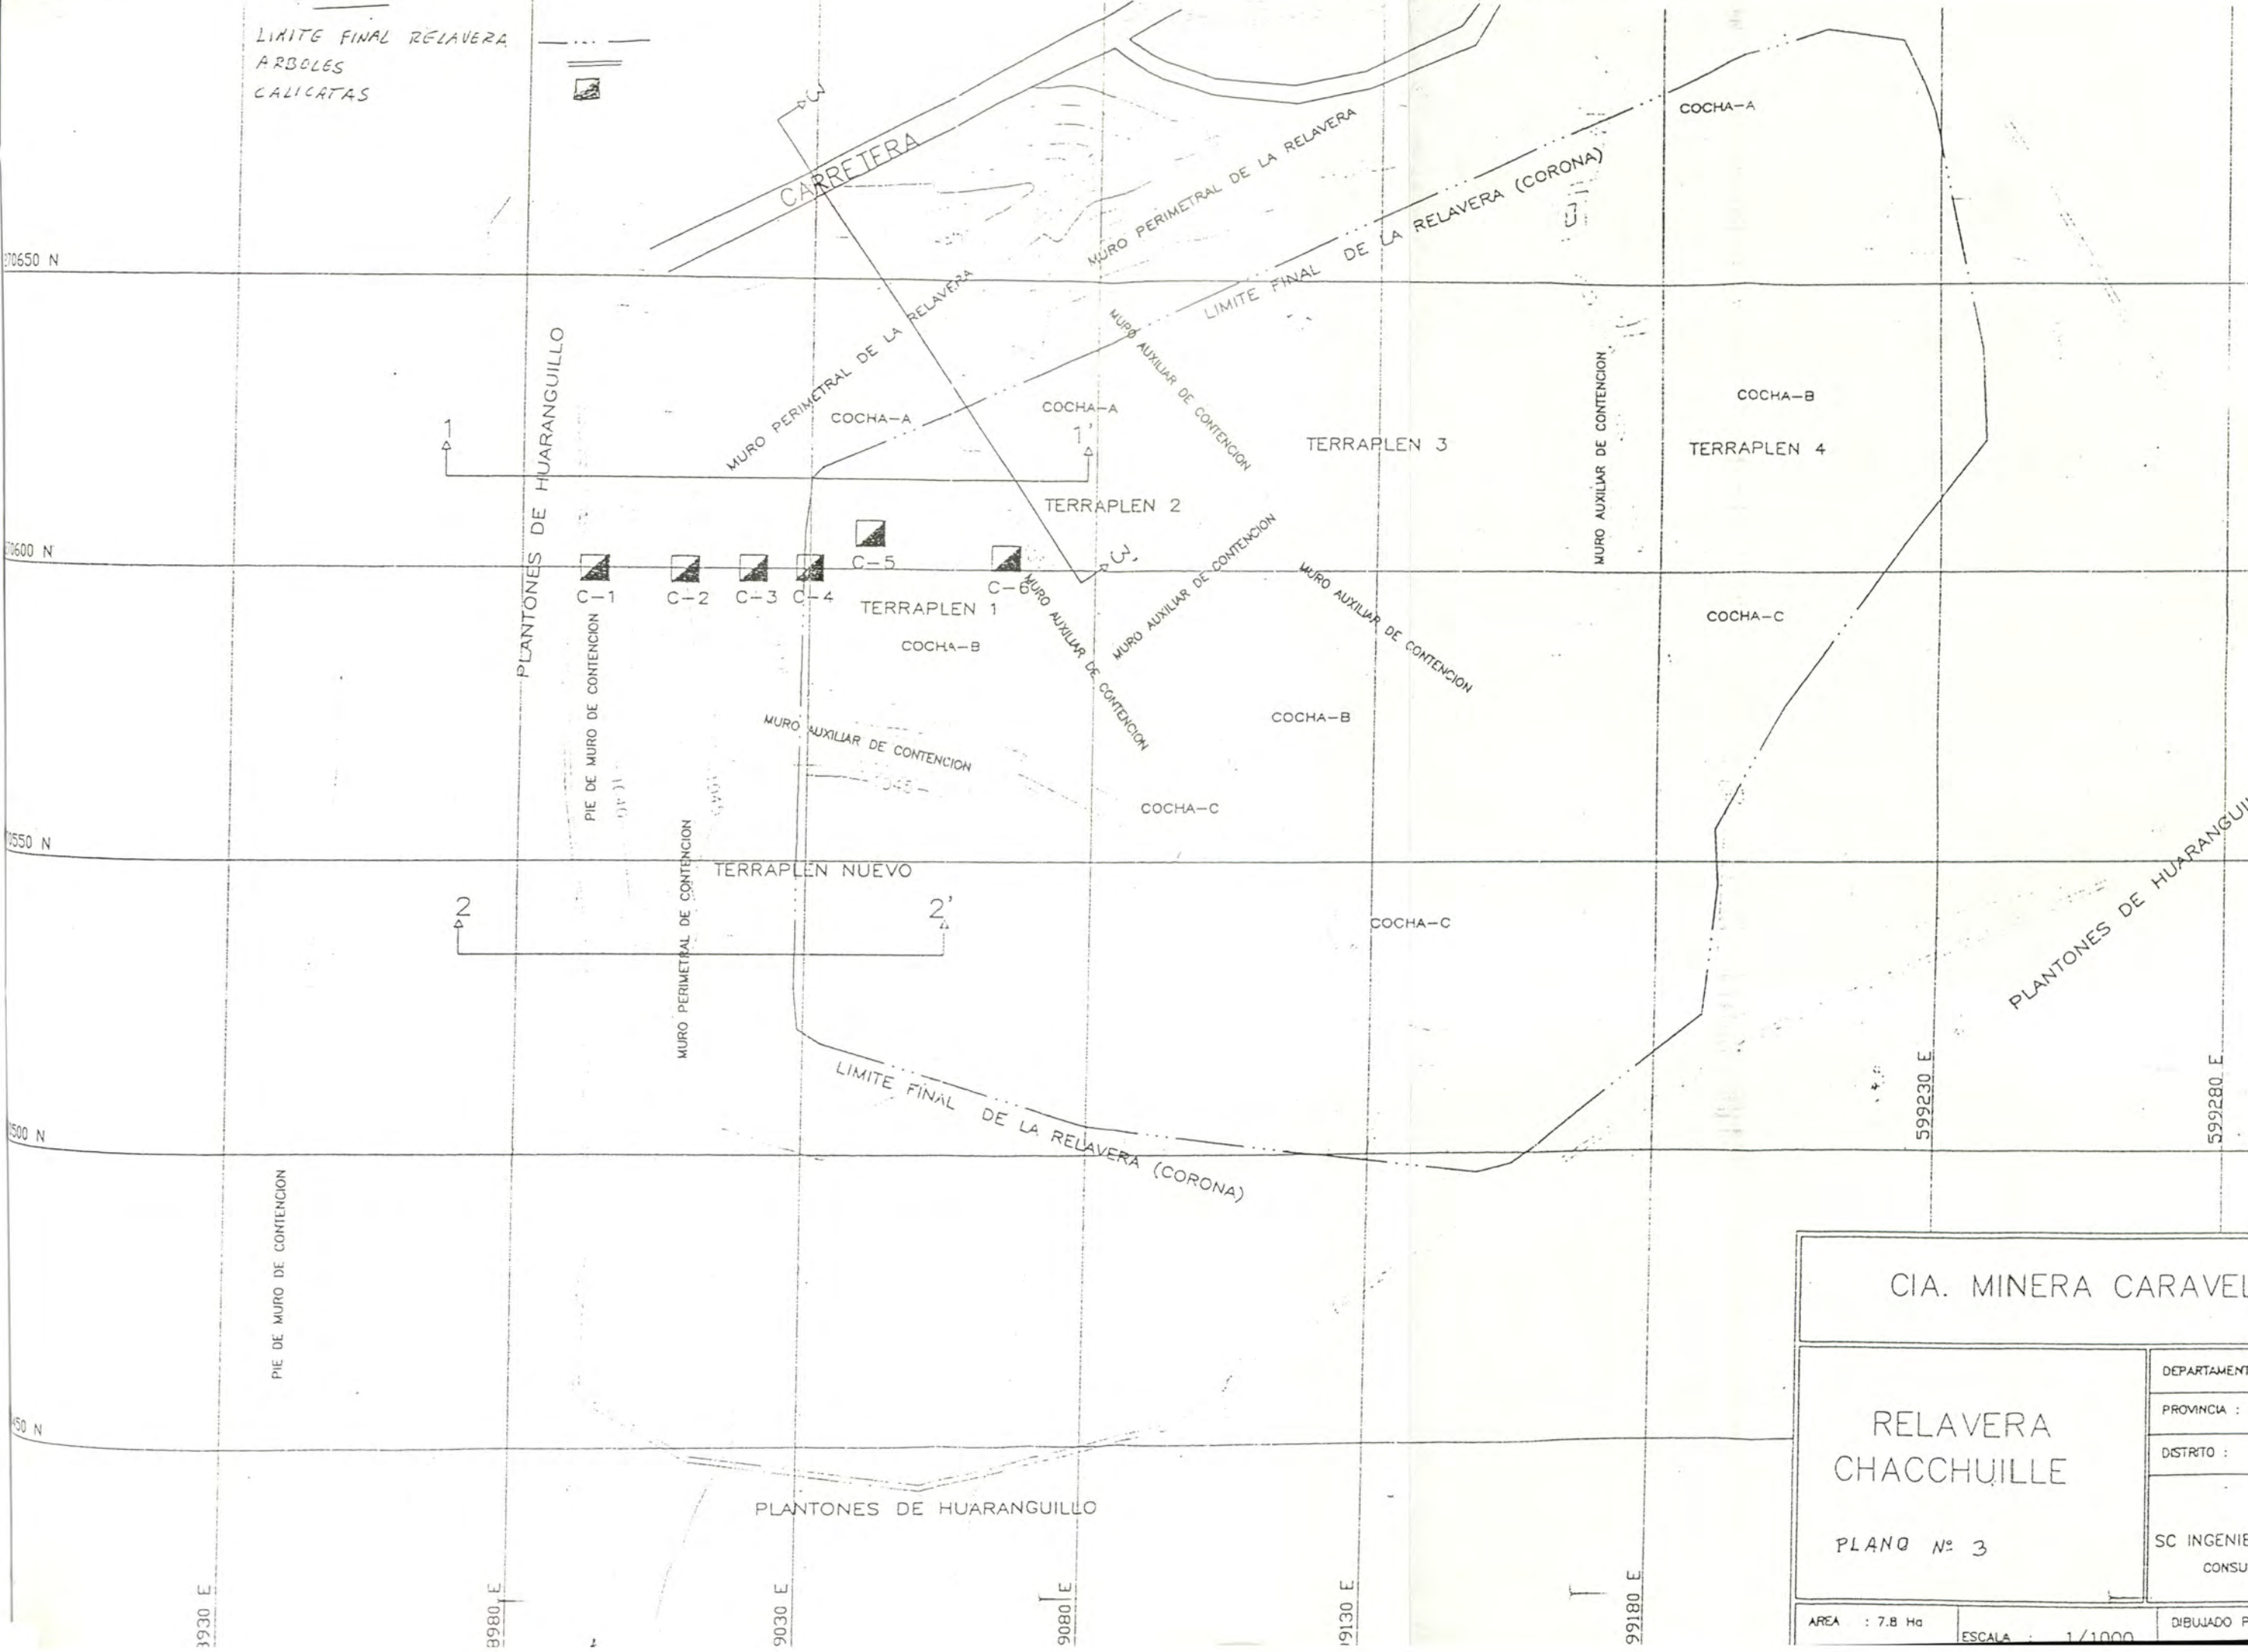 LIMITE FINAL RELAVERA
ARBOLES
CALICATAS
3
CARRETERA
MURO PERIMETRAL DE LA RELAVERA
COCHA-A
LIMITE FINAL DE LA RELAVERA (CORONA)
70650 N
MURO PERIMETRAL DE LA RELAVERA
MURO AUXILIAR DE CONTENCION
PLANTONES DE HUARANGUILLO
MURO AUXILIAR DE CONTENCION
COCHA-B
COCHA-A
COCHA-A
1
1'
TERRAPLEN 3
TERRAPLEN 4
TERRAPLEN 2
70600 N
C-1
C-2
C-3
C-4
C-5
C-6
3'
TERRAPLEN 1
COCHA-B
MURO AUXILIAR DE CONTENCION
MURO AUXILIAR DE CONTENCION
MURO AUXILIAR DE CONTENCION
COCHA-C
PIE DE MURO DE CONTENCION
MURO AUXILIAR DE CONTENCION
COCHA-B
COCHA-C
0550 N
TERRAPLEN NUEVO
MURO PERIMETRAL DE CONTENCION
2
2'
COCHA-C
PLANTONES DE HUARANGUI
LIMITE FINAL DE LA RELAVERA (CORONA)
500 N
599230 E
599280 E
PIE DE MURO DE CONTENCION
50 N
PLANTONES DE HUARANGUILLO
9930 E
8980 E
9030 E
9080 E
99130 E
99180 E
CIA. MINERA CARAVEL
RELAVERA
CHACCHUILLE
PLANO Nº 3
DEPARTAMENT
PROVINCIA :
DISTRITO :
SC INGENIE
CONSU
AREA : 7.8 Ha
ESCALA : 1/1000
DIBUJADO P